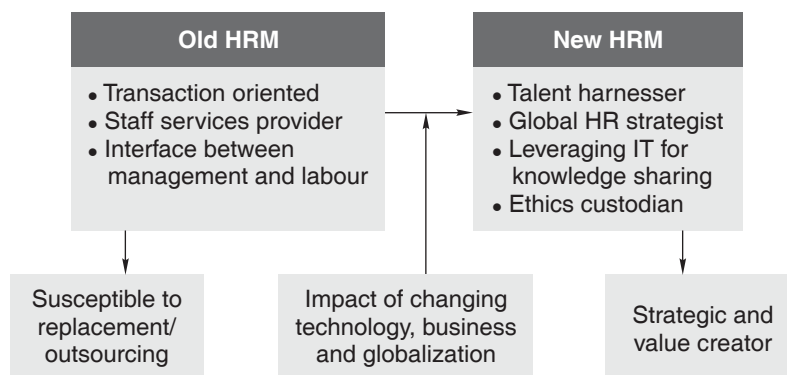 Old HRM
• Transaction oriented
• Staff services provider
• Interface between
management and labour
New HRM
• Talent harnesser
• Global HR strategist
• Leveraging IT for
knowledge sharing
• Ethics custodian
Susceptible to
replacement/
outsourcing
Impact of changing
technology, business
and globalization
Strategic and
value creator